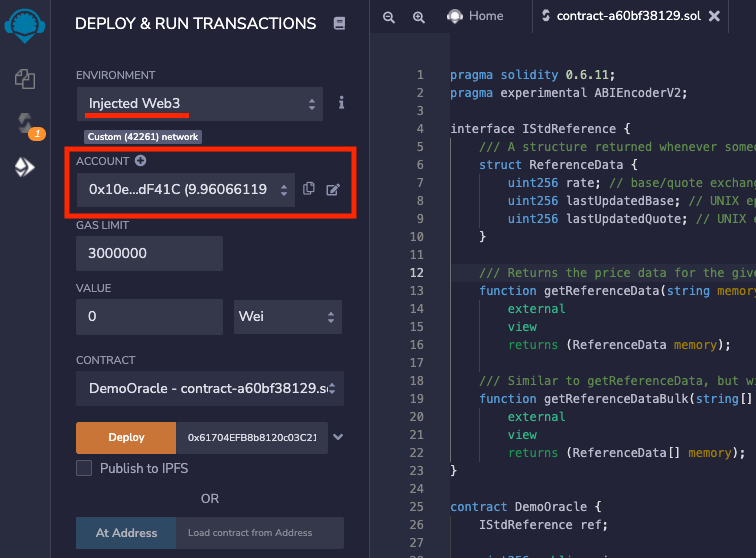 DEPLOY & RUN TRANSACTIONS
ENVIRONMENT
Injected Web3
Custom (42261) network
ACCOUNT
0x10e...dF41C (9.96066119
GAS LIMIT
3000000
VALUE
0
Wei
CONTRACT
DemoOracle - contract-a60bf38129.so
Deploy
0x61704EFB8b8120c03C21
Publish to IPFS
OR
At Address
Load contract from Address
1
Home
contract-a60bf38129.sol
1 pragma solidity 0.6.11;
2 pragma experimental ABIEncoderV2;
3
4 interface IStdReference {
5 /// A structure returned whenever someo
6 struct ReferenceData {
7 uint256 rate; // base/quote exchang
8 uint256 lastUpdatedBase; // UNIX ep
9 uint256 lastUpdatedQuote; // UNIX e
10 }
11
12 /// Returns the price data for the give
13 function getReferenceData(string memory
14 external
15 view
16 returns (ReferenceData memory);
17
18 /// Similar to getReferenceData, but wi
19 function getReferenceDataBulk(string[]
20 external
21 view
22 returns (ReferenceData[] memory);
23 }
24
25 contract DemoOracle {
26 IStdReference ref;
27